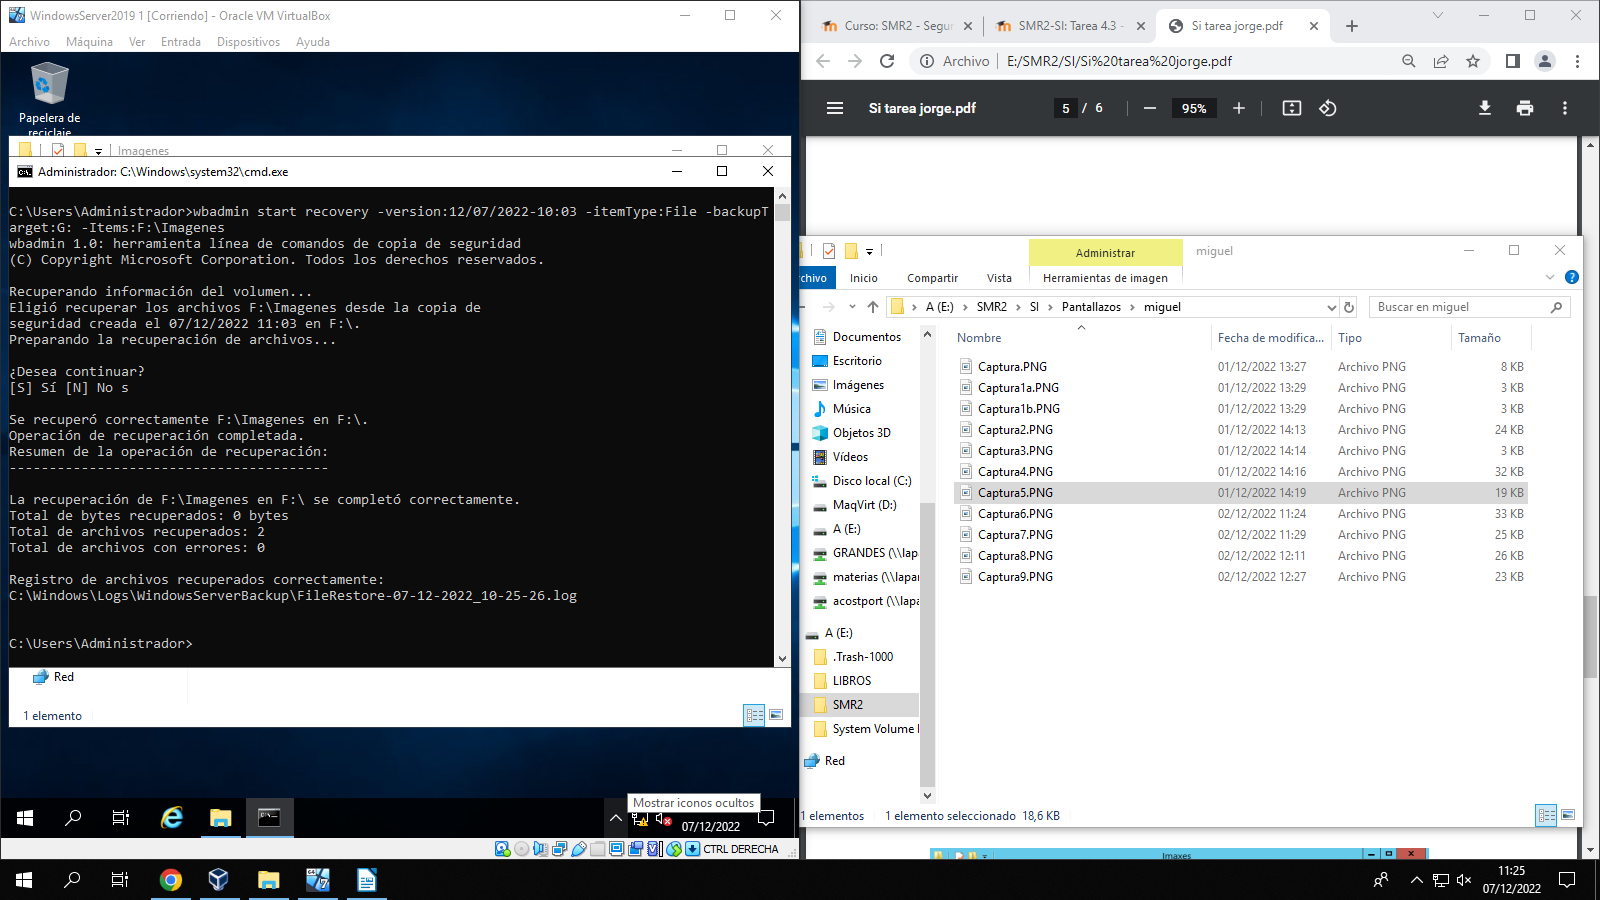 WindowsServer2019 1 [Corriendo] - Oracle VM VirtualBox
Archivo Máquina Ver Entrada Dispositivos Ayuda
Papelera de
reciclaje
Imagenes
Administrador: C:\Windows\system32\cmd.exe
C:\Users\Administrador>wbadmin start recovery -version:12/07/2022-10:03 -itemType:File -backupT
arget:G: -Items:F:\Imagenes
wbadmin 1.0: herramienta línea de comandos de copia de seguridad
(C) Copyright Microsoft Corporation. Todos los derechos reservados.
Recuperando información del volumen...
Eligió recuperar los archivos F:\Imagenes desde la copia de
seguridad creada el 07/12/2022 11:03 en F:\.
Preparando la recuperación de archivos...
¿Desea continuar?
[S] Sí [N] No s
Se recuperó correctamente F:\Imagenes en F:\.
Operación de recuperación completada.
Resumen de la operación de recuperación:
----------------------------------------
La recuperación de F:\Imagenes en F:\ se completó correctamente.
Total de bytes recuperados: 0 bytes
Total de archivos recuperados: 2
Total de archivos con errores: 0
Registro de archivos recuperados correctamente:
C:\Windows\Logs\WindowsServerBackup\FileRestore-07-12-2022_10-25-26.log
C:\Users\Administrador>
Red
1 elemento
Mostrar iconos ocultos
07/12/2022
CTRL DERECHA
Curso: SMR2 - Segur
SMR2-SI: Tarea 4.3 -
Si tarea jorge.pdf
Archivo E:/SMR2/SI/Si%20tarea%20jorge.pdf
Si tarea jorge.pdf 5 / 6 95%
Administrar miguel
rchivo Inicio Compartir Vista Herramientas de imagen
A (E:) SMR2 SI Pantallazos miguel Buscar en miguel
Documentos
Escritorio
Imágenes
Música
Objetos 3D
Vídeos
Disco local (C:)
MaqVirt (D:)
A (E:)
GRANDES (\\lapa
materias (\\lapar
acostport (\\lapa
A (E:)
.Trash-1000
LIBROS
SMR2
System Volume I
Red
Nombre Fecha de modifica... Tipo Tamaño
Captura.PNG 01/12/2022 13:27 Archivo PNG 8 KB
Captura1a.PNG 01/12/2022 13:29 Archivo PNG 3 KB
Captura1b.PNG 01/12/2022 13:29 Archivo PNG 3 KB
Captura2.PNG 01/12/2022 14:13 Archivo PNG 24 KB
Captura3.PNG 01/12/2022 14:14 Archivo PNG 3 KB
Captura4.PNG 01/12/2022 14:16 Archivo PNG 32 KB
Captura5.PNG 01/12/2022 14:19 Archivo PNG 19 KB
Captura6.PNG 02/12/2022 11:24 Archivo PNG 33 KB
Captura7.PNG 02/12/2022 11:29 Archivo PNG 25 KB
Captura8.PNG 02/12/2022 12:11 Archivo PNG 26 KB
Captura9.PNG 02/12/2022 12:27 Archivo PNG 23 KB
1 elementos 1 elemento seleccionado 18,6 KB
Imaxes
11:25
07/12/2022